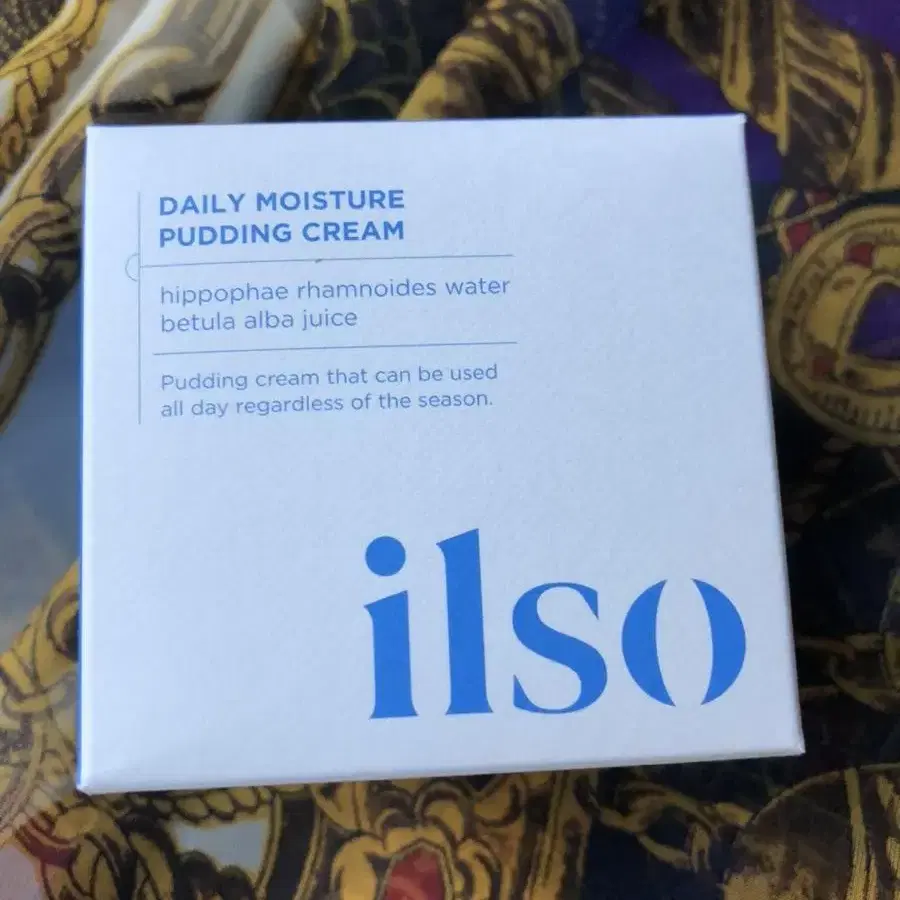 DAILY MOISTURE
PUDDING CREAM
hippophae rhamnoides water
betula alba juice
Pudding cream that can be used
all day regardless of the season.
ilso